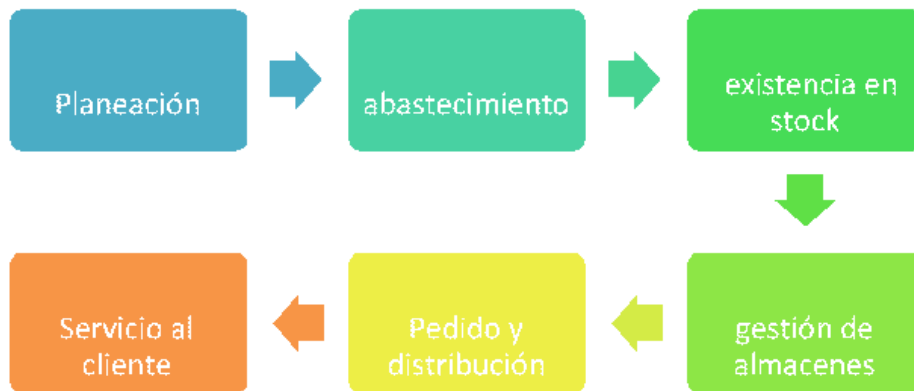 Planeación
abastecimiento
existencia en
stock
gestión de
almacenes
Pedido y
distribución
Servicio al
cliente